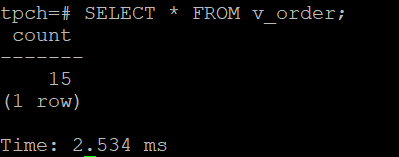 tpch=# SELECT * FROM v_order;
count
-------
15
(1 row)
Time: 2.534 ms